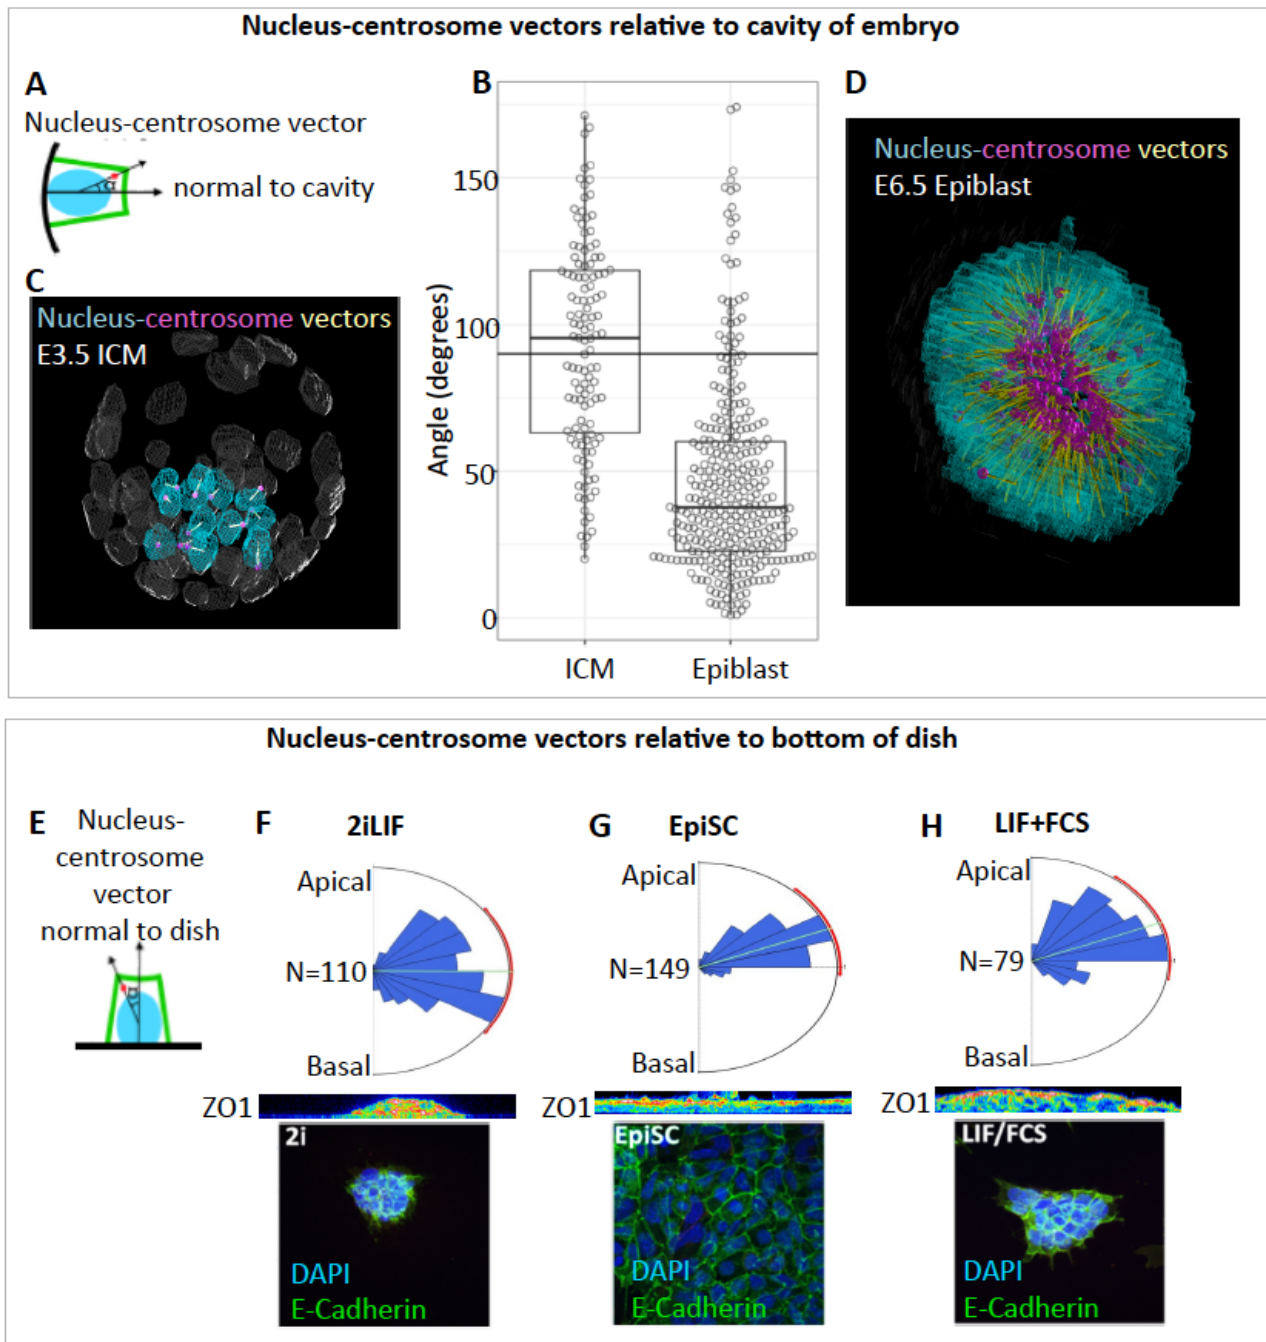 Nucleus-centrosome vectors relative to cavity of embryo
A
Nucleus-centrosome vector
α
normal to cavity
B
Angle (degrees)
150
100
50
0
ICM
Epiblast
C
Nucleus-centrosome vectors
E3.5 ICM
D
Nucleus-centrosome vectors
E6.5 Epiblast
Nucleus-centrosome vectors relative to bottom of dish
E
Nucleus-
centrosome
vector
normal to dish
α
F
2iLIF
Apical
N=110
Basal
ZO1
2i
DAPI
E-Cadherin
G
EpiSC
Apical
N=149
Basal
ZO1
EpiSC
DAPI
E-Cadherin
H
LIF+FCS
Apical
N=79
Basal
ZO1
LIF/FCS
DAPI
E-Cadherin